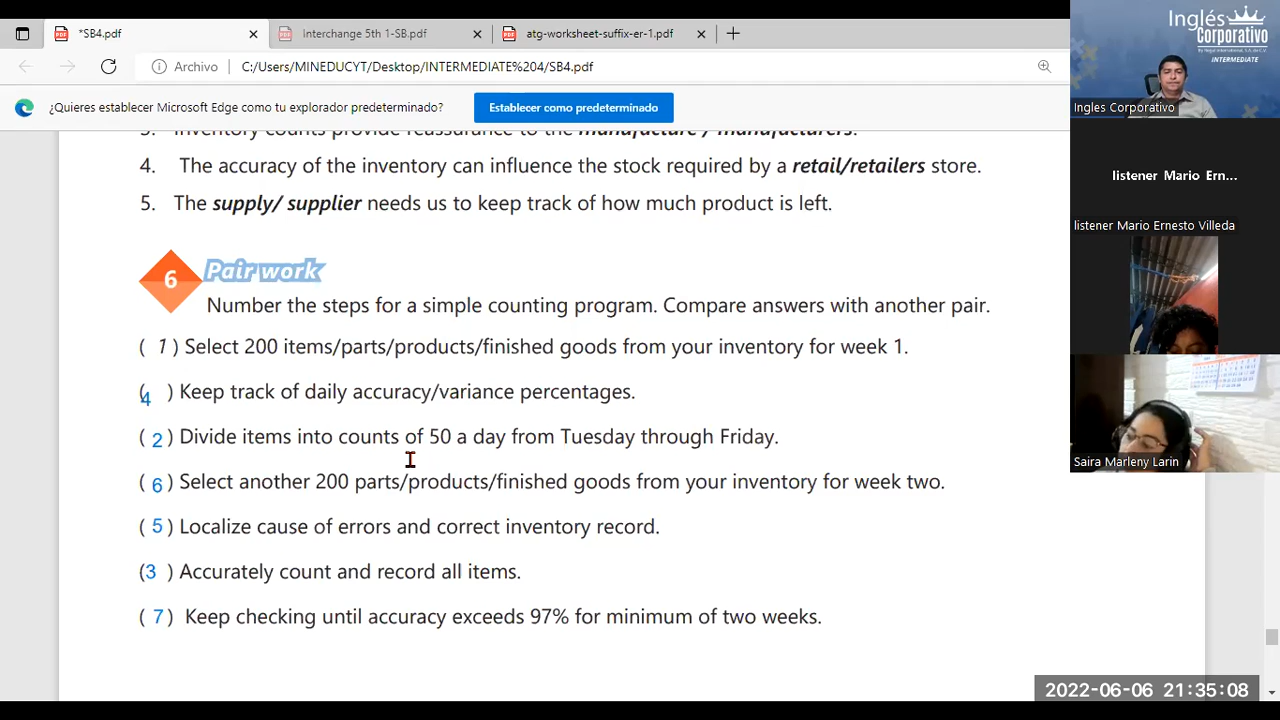 *SB4.pdf
Interchange 5th 1-SB.pdf
atg-worksheet-suffix-er-1.pdf
Archivo
C:/Users/MINEDUCYT/Desktop/INTERMEDIATE%204/SB4.pdf
¿Quieres establecer Microsoft Edge como tu explorador predeterminado?
Establecer como predeterminado
3. Inventory counts provide reassurance to the manufacture / manufacturers.
4. The accuracy of the inventory can influence the stock required by a retail/retailers store.
5. The supply/ supplier needs us to keep track of how much product is left.
6 Pair work
Number the steps for a simple counting program. Compare answers with another pair.
( 1 ) Select 200 items/parts/products/finished goods from your inventory for week 1.
( 4 ) Keep track of daily accuracy/variance percentages.
( 2 ) Divide items into counts of 50 a day from Tuesday through Friday.
( 6 ) Select another 200 parts/products/finished goods from your inventory for week two.
( 5 ) Localize cause of errors and correct inventory record.
(3 ) Accurately count and record all items.
( 7 ) Keep checking until accuracy exceeds 97% for minimum of two weeks.
Inglés
Corporativo
INTERMEDIATE
Ingles Corporativo
listener Mario Ern...
listener Mario Ernesto Villeda
Saira Marleny Larin
2022-06-06 21:35:08